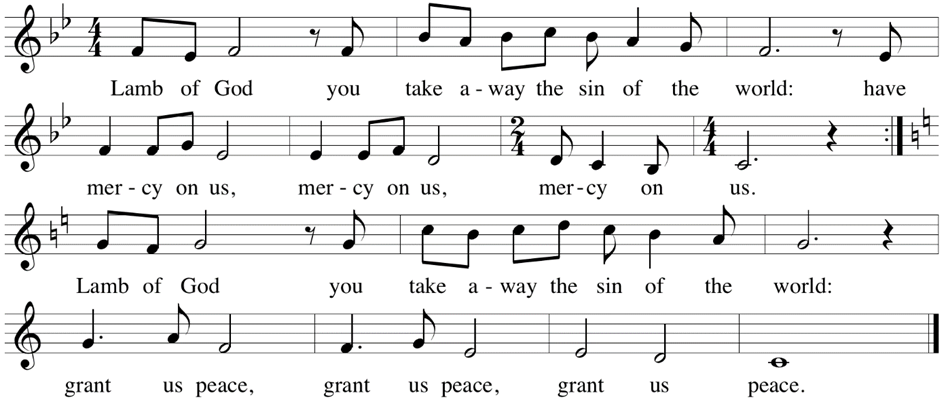 Lamb of God you take a - way the sin of the world: have
mer - cy on us, mer - cy on us, mer - cy on us.
Lamb of God you take a - way the sin of the world:
grant us peace, grant us peace, grant us peace.